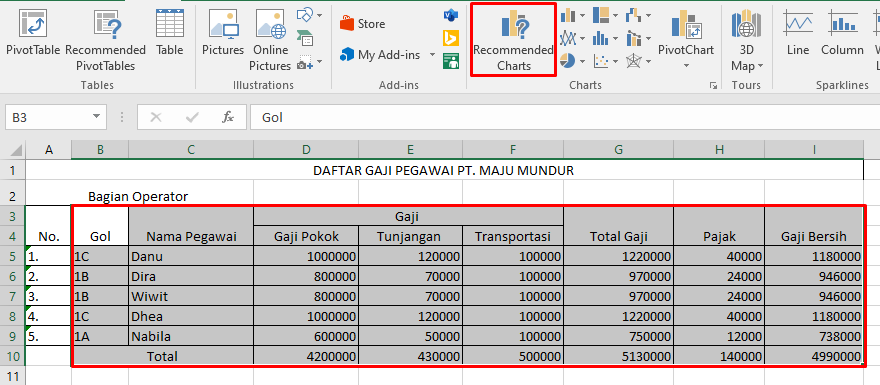 Store
PivotTable Recommended PivotTables Table
Pictures Online Pictures
My Add-ins
Recommended Charts
PivotChart
3D Map
Line Column W
L
Tables Illustrations Add-ins Charts Tours Sparklines
B3 fx Gol
A B C D E F G H I
1 DAFTAR GAJI PEGAWAI PT. MAJU MUNDUR
2 Bagian Operator
3 Gaji
4 No. Gol Nama Pegawai Gaji Pokok Tunjangan Transportasi Total Gaji Pajak Gaji Bersih
5 1. 1C Danu 1000000 120000 100000 1220000 40000 1180000
6 2. 1B Dira 800000 70000 100000 970000 24000 946000
7 3. 1B Wiwit 800000 70000 100000 970000 24000 946000
8 4. 1C Dhea 1000000 120000 100000 1220000 40000 1180000
9 5. 1A Nabila 600000 50000 100000 750000 12000 738000
10 Total 4200000 430000 500000 5130000 140000 4990000
11